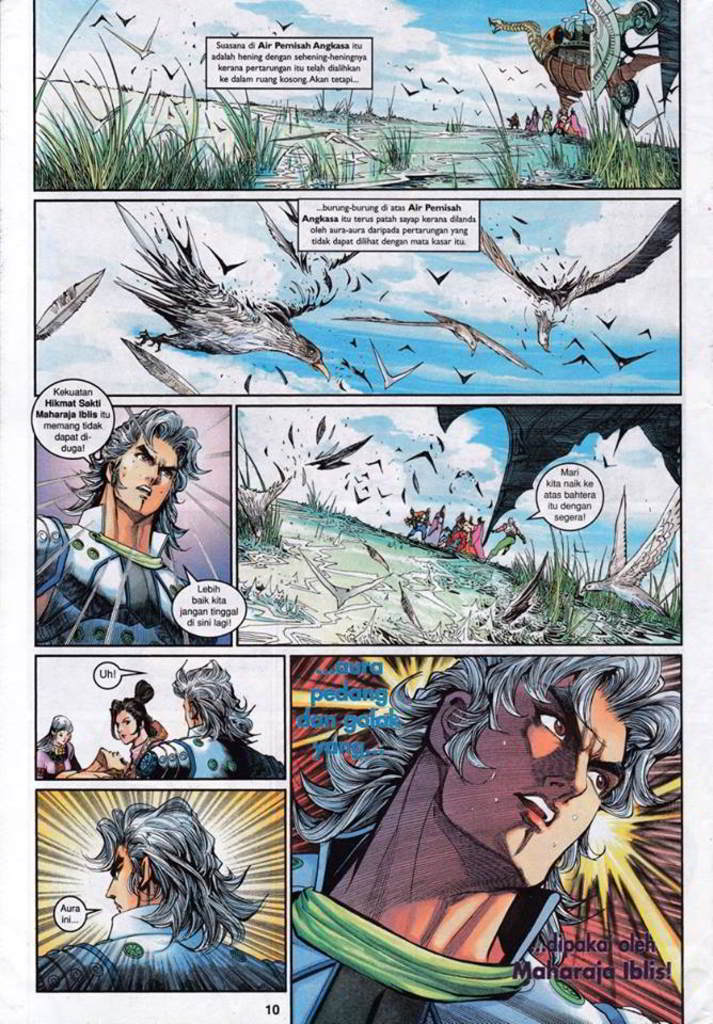 Suasana di Air Pernisah Angkasa itu
adalah hening dengan sehening-heningnya
kerana pertarungan itu telah dialihkan
ke dalam ruang kosong. Akan tetapi...
...burung-burung di atas Air Pernisah
Angkasa itu terus patah sayap kerana dilanda
oleh aura-aura daripada pertarungan yang
tidak dapat dilihat dengan mata kasar itu.
Kekuatan
Hikmat Sakti
Maharaja Iblis itu
memang tidak
dapat di-
duga!
Lebih
baik kita
jangan tinggal
di sini lagi!
Mari
kita naik ke
atas bahtera
itu dengan
segera!
Uh!
Aura
ini...
...aura
pedang
dan golok
yang...
...dipakai oleh
Maharaja Iblis!
10